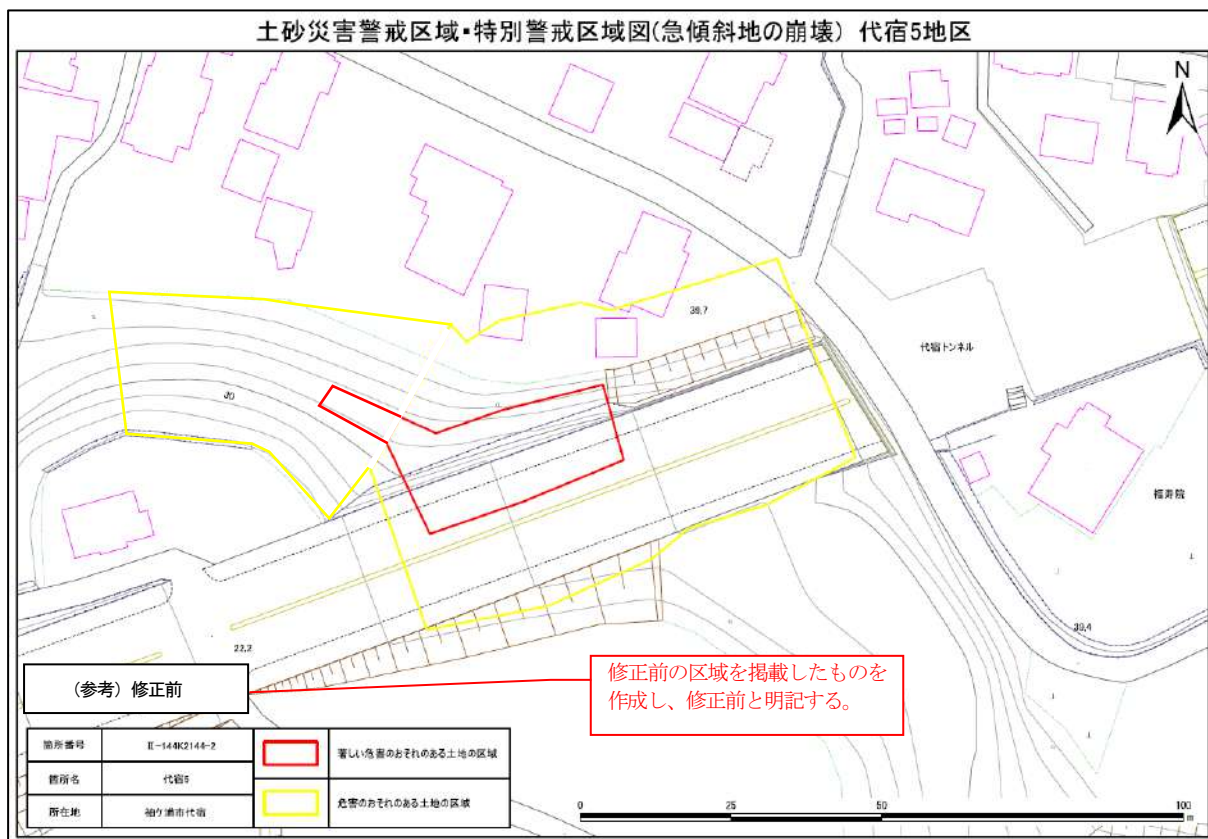 土砂災害警戒区域・特別警戒区域図(急傾斜地の崩壊) 代宿5地区
N
39.7
代宿トンネル
30
福寿院
39.4
22.2
(参考) 修正前
修正前の区域を掲載したものを
作成し、修正前と明記する。
箇所番号 Ⅱ-144K2144-2 著しい危害のおそれのある土地の区域
箇所名 代宿5
所在地 袖ケ浦市代宿 危害のおそれのある土地の区域
0 25 50 100
m